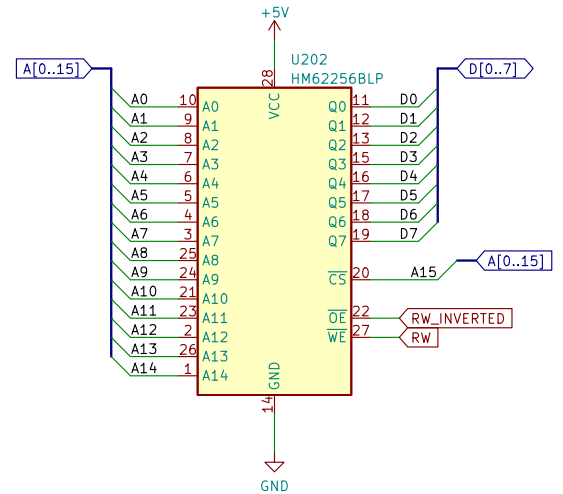 +5V
U202
HM62256BLP
A[0..15]
D[0..7]
28
VCC
A0 10 A0 Q0 11 D0
A1 9 A1 Q1 12 D1
A2 8 A2 Q2 13 D2
A3 7 A3 Q3 15 D3
A4 6 A4 Q4 16 D4
A5 5 A5 Q5 17 D5
A6 4 A6 Q6 18 D6
A7 3 A7 Q7 19 D7
A8 25 A8
A[0..15]
A9 24 A9 CS 20 A15
A10 21 A10
A11 23 A11 OE 22 RW_INVERTED
A12 2 A12 WE 27 RW
A13 26 A13
A14 1 A14
GND
14
GND